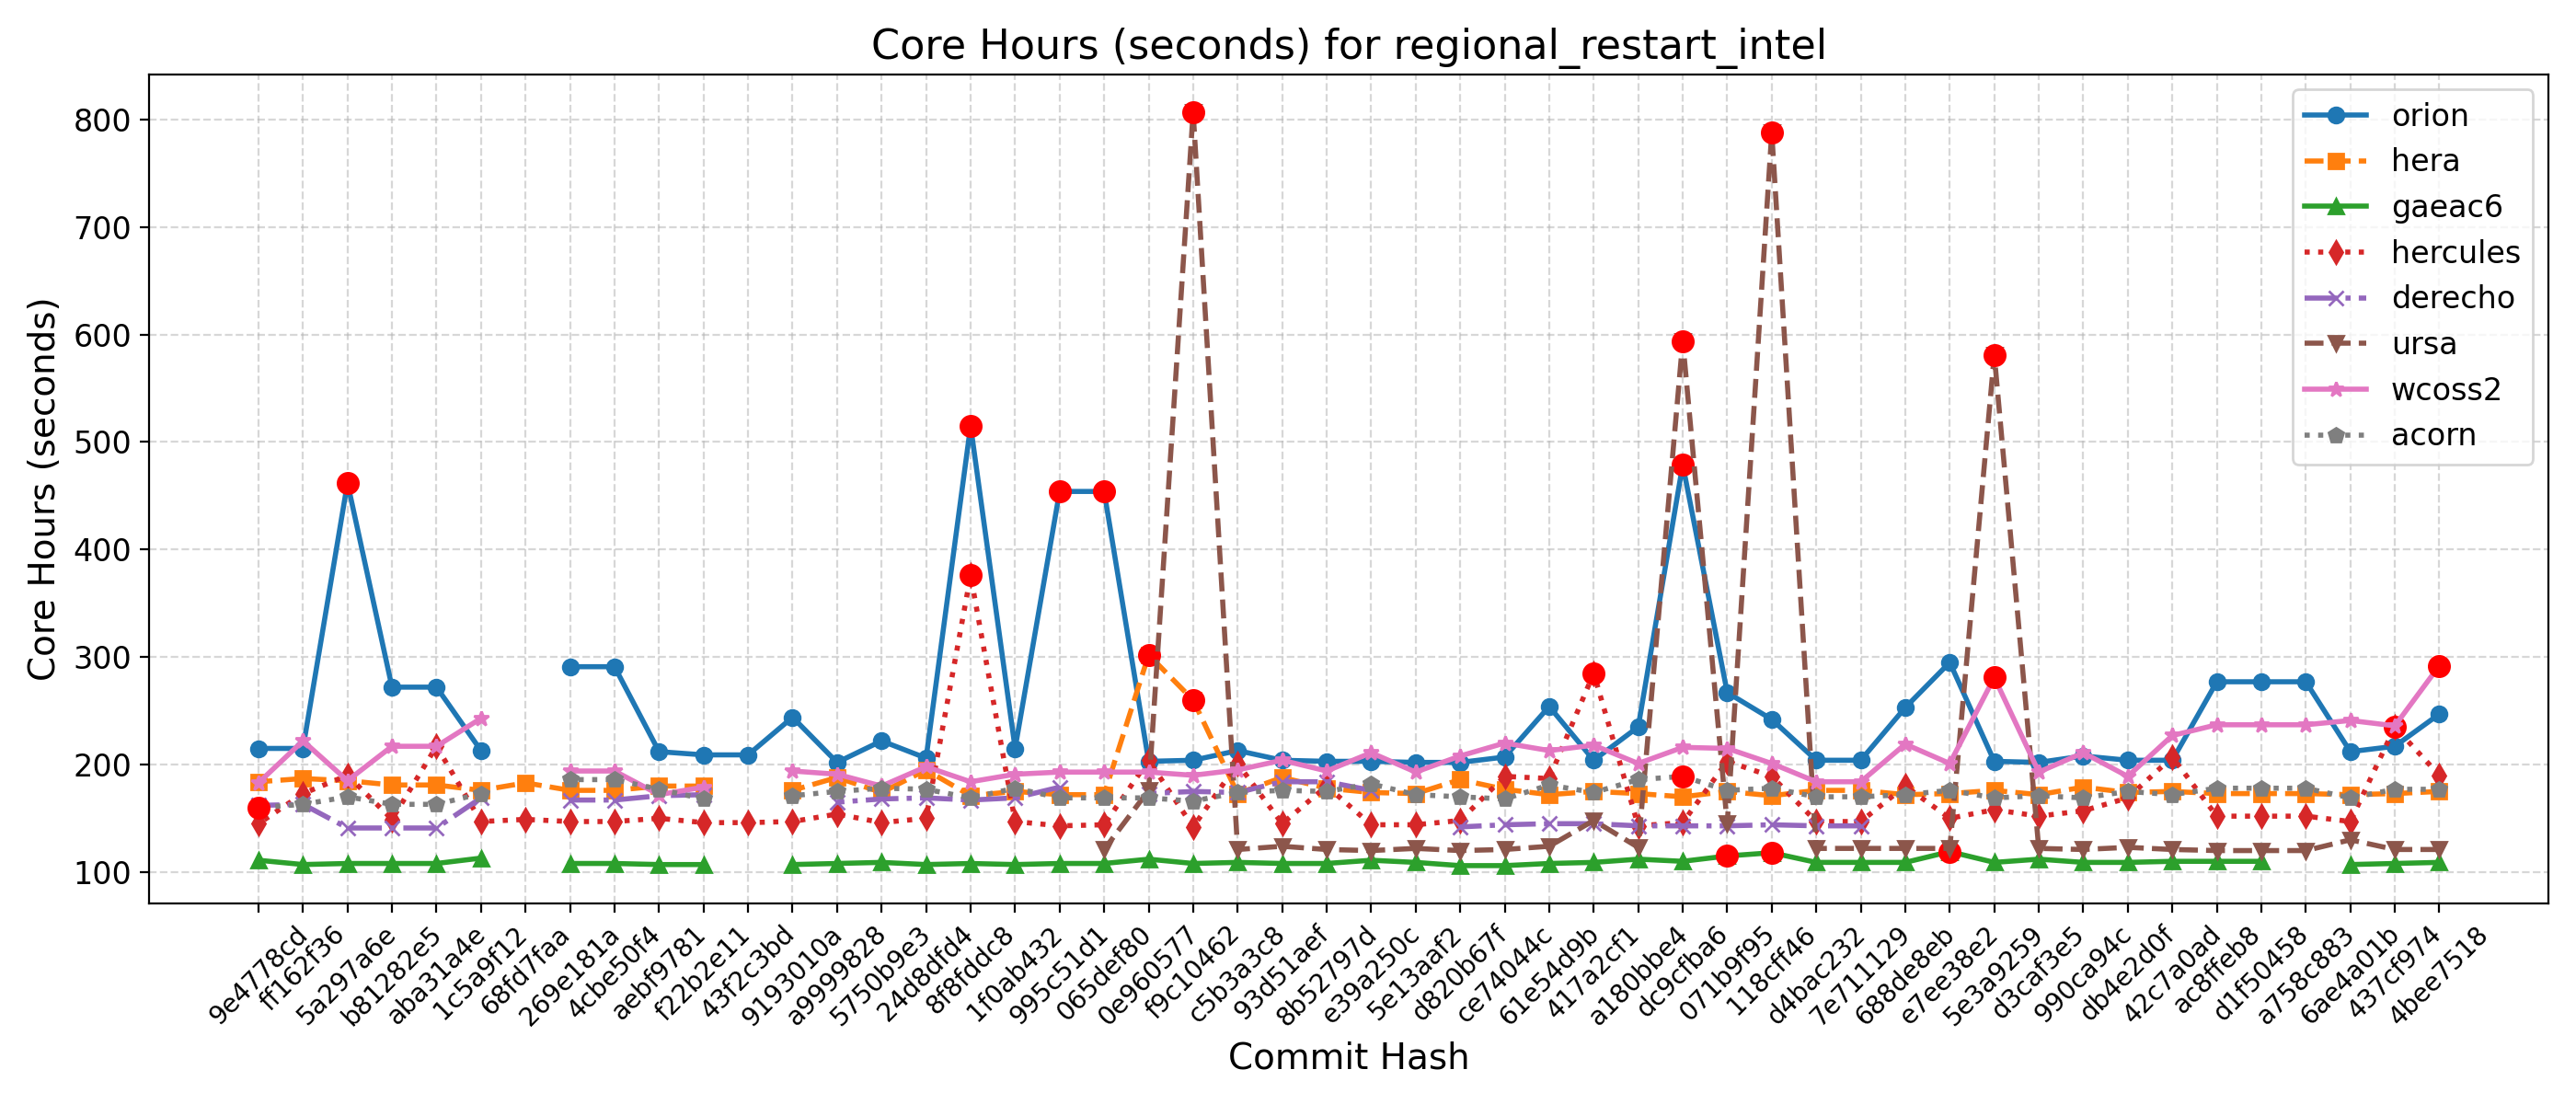 Core Hours (seconds) for regional_restart_intel
Core Hours (seconds)
800
700
600
500
400
300
200
100
orion
hera
gaeac6
hercules
derecho
ursa
wcoss2
acorn
9e4778cd
ff162f36
5a297a6e
b81282e5
aba31a4e
1c5a9f12
68fd7faa
269e181a
4cbe50f4
aebf9781
f22b2e11
43f2c3bd
9193010a
a9999828
5750b9e3
24d8dfd4
8f8fddc8
1f0ab432
995c51d1
065def80
0e960577
f9c10462
c5b3a3c8
93d51aef
8b52797d
e39a250c
5e13aaf2
d820b67f
ce74044c
61e54d9b
417a2cf1
a180bbe4
dc9cfba6
071b9f95
118cff46
d4bac232
7e711129
688de8eb
e7ee38e2
5e3a9259
d3caf3e5
990ca94c
db4e2d0f
42c7a0ad
ac8ffeb8
d1f50458
a758c883
6ae4a01b
437cf974
4bee7518
Commit Hash